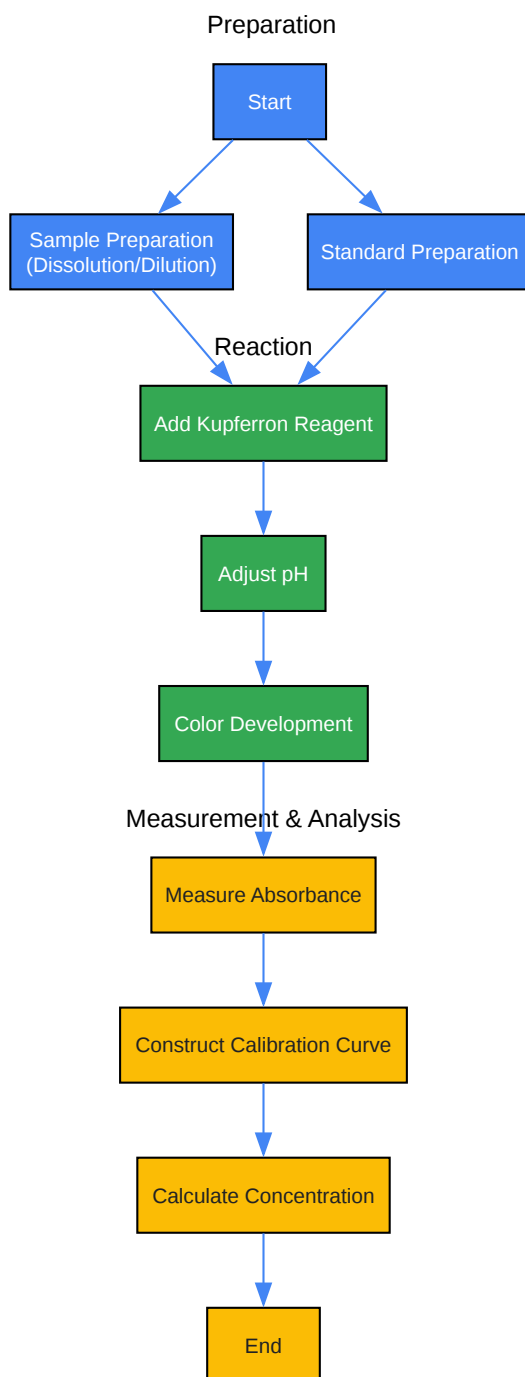 Preparation
Start
Sample Preparation
(Dissolution/Dilution)
Standard Preparation
Reaction
Add Kupferron Reagent
Adjust pH
Color Development
Measurement & Analysis
Measure Absorbance
Construct Calibration Curve
Calculate Concentration
End